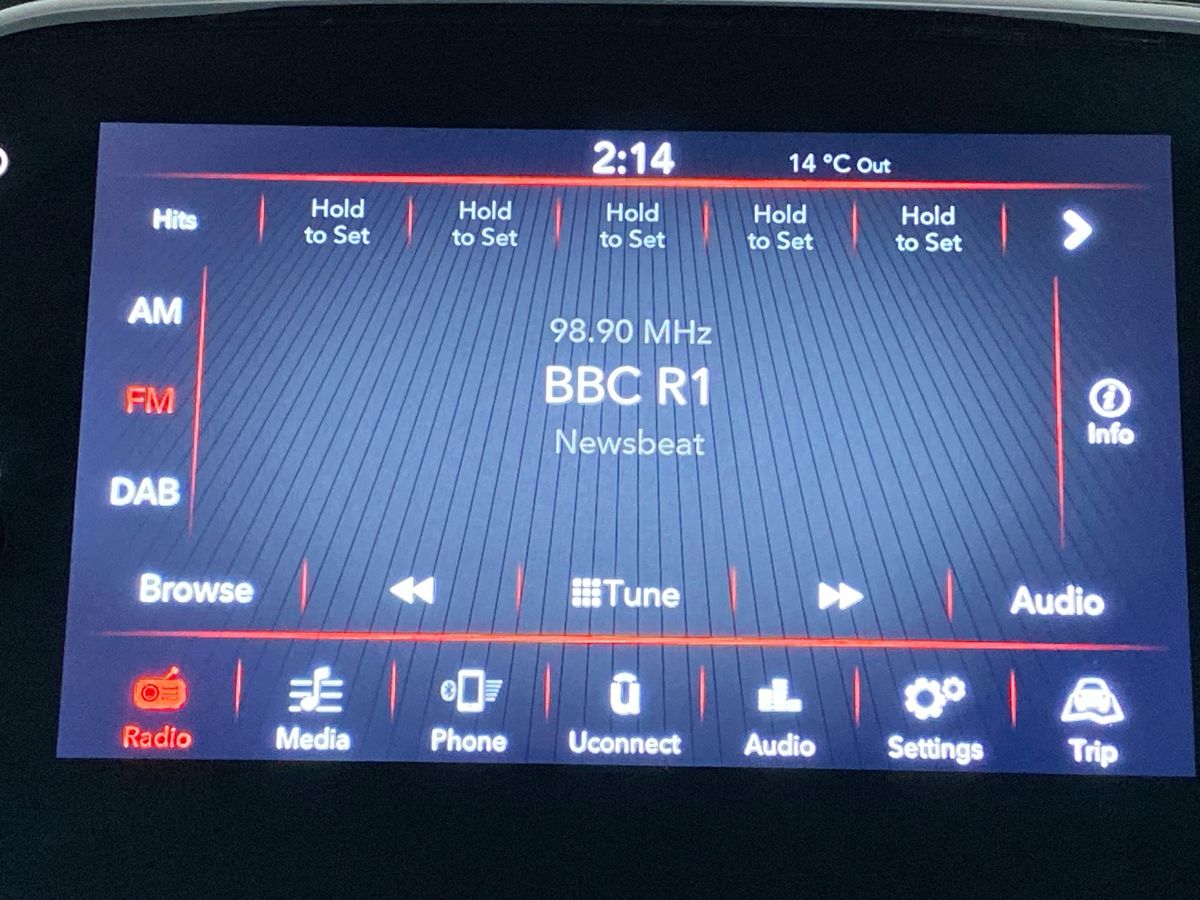 2:14
14 °C Out
Hits
Hold
to Set
Hold
to Set
Hold
to Set
Hold
to Set
Hold
to Set
AM
FM
DAB
98.90 MHz
BBC R1
Newsbeat
Info
Browse
Tune
Audio
Radio
Media
Phone
Uconnect
Audio
Settings
Trip